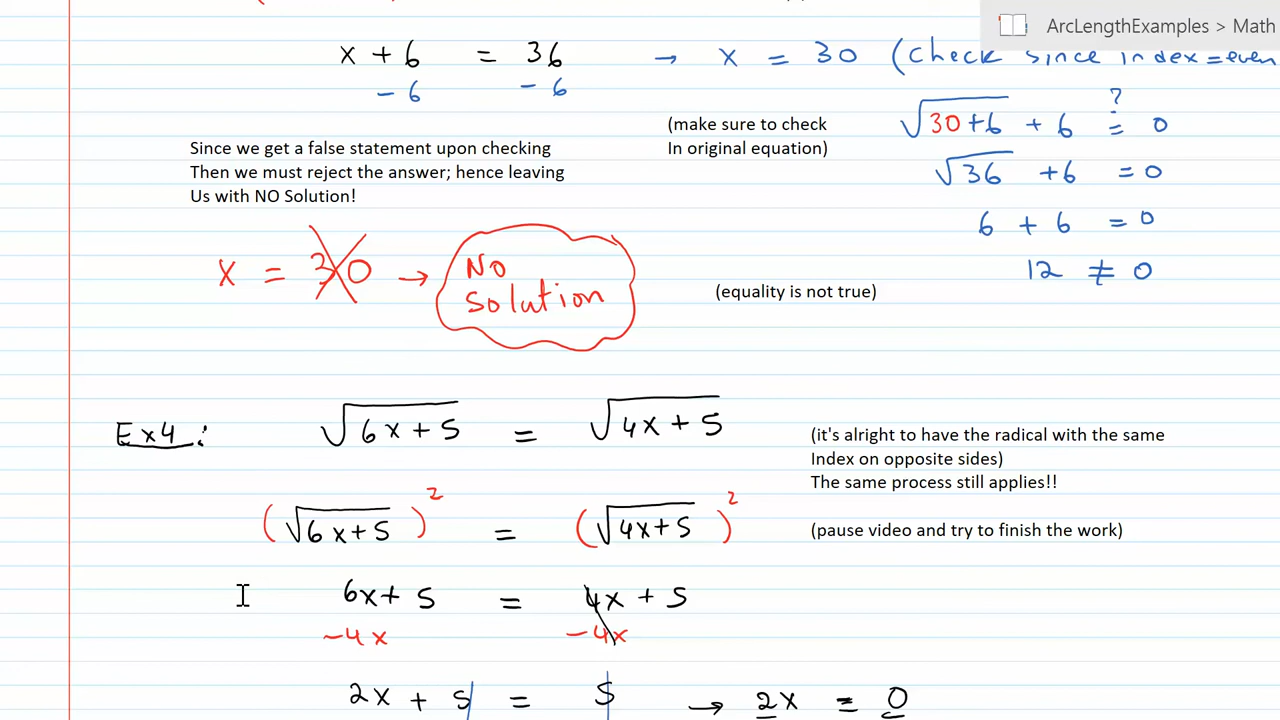 ArcLengthExamples > Math
x + 6 = 36 → x = 30 (check since index = even
- 6 - 6
(make sure to check
In original equation)
√30+6 + 6 ?= 0
√36 + 6 = 0
6 + 6 = 0
12 ≠ 0
Since we get a false statement upon checking
Then we must reject the answer; hence leaving
Us with NO Solution!
x = 30 → No
Solution
(equality is not true)
Ex4: √6x+5 = √4x+5
(it's alright to have the radical with the same
Index on opposite sides)
The same process still applies!!
(√6x+5)² = (√4x+5)²
(pause video and try to finish the work)
6x+ 5 = 4x + 5
-4x -4x
2x + 5 = 5 → 2x = 0